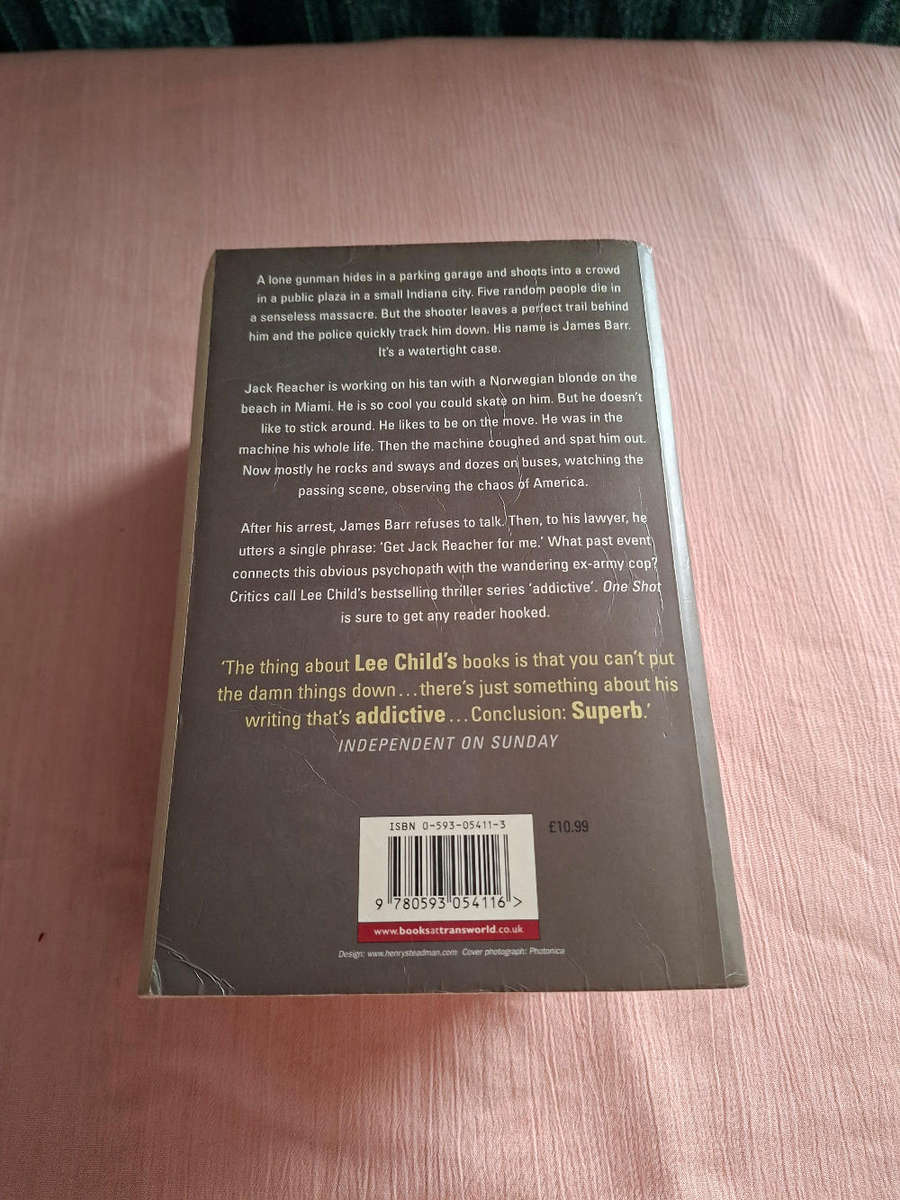 A lone gunman hides in a parking garage and shoots into a crowd
in a public plaza in a small Indiana city. Five random people die in
a senseless massacre. But the shooter leaves a perfect trail behind
him and the police quickly track him down. His name is James Barr.
It's a watertight case.
Jack Reacher is working on his tan with a Norwegian blonde on the
beach in Miami. He is so cool you could skate on him. But he doesn't
like to stick around. He likes to be on the move. He was in the
machine his whole life. Then the machine coughed and spat him out.
Now mostly he rocks and sways and dozes on buses, watching the
passing scene, observing the chaos of America.
After his arrest, James Barr refuses to talk. Then, to his lawyer, he
utters a single phrase: 'Get Jack Reacher for me.' What past event
connects this obvious psychopath with the wandering ex-army cop?
Critics call Lee Child's bestselling thriller series 'addictive'. One Shot
is sure to get any reader hooked.
'The thing about Lee Child's books is that you can't put
the damn things down...there's just something about his
writing that's addictive...Conclusion: Superb.'
INDEPENDENT ON SUNDAY
ISBN 0-593-05411-3
£10.99
9 780593 054116 >
www.booksattransworld.co.uk
Design: www.henrysteadman.com Cover photograph: Photonica